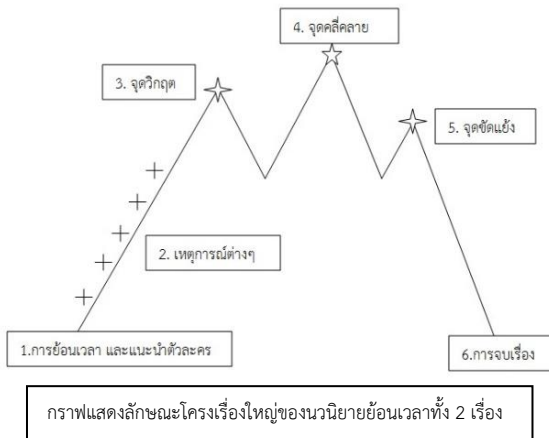 4. จุดคลี่คลาย
3. จุดวิกฤต
5. จุดขัดแย้ง
2. เหตุการณ์ต่างๆ
1.การย้อนเวลา และแนะนำตัวละคร
6.การจบเรื่อง
กราฟแสดงลักษณะโครงเรื่องใหญ่ของนวนิยายย้อนเวลาทั้ง 2 เรื่อง